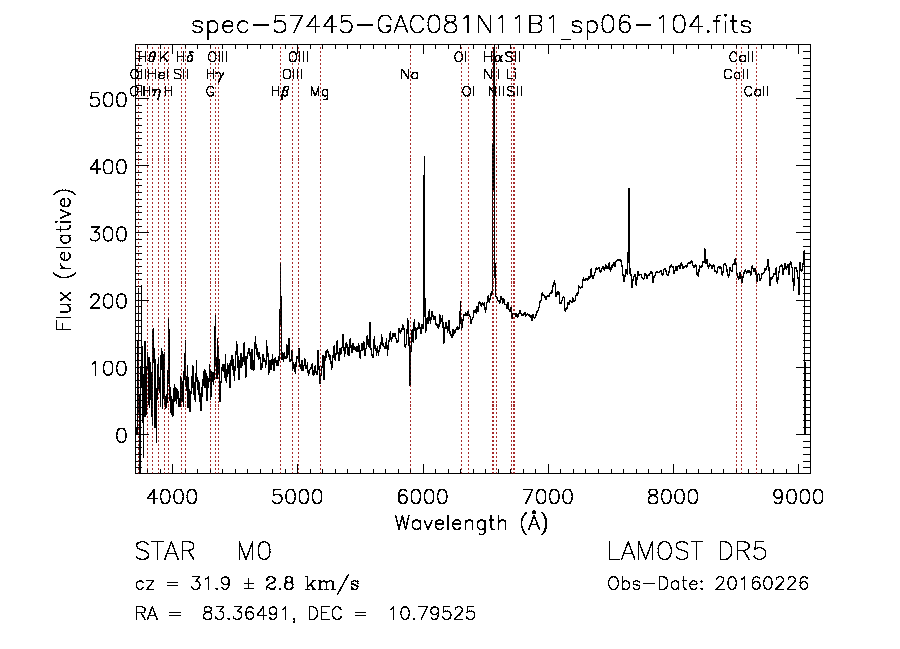 spec-57445-GAC081N11B1_sp06-104.fits
Hθ K Hδ OIII OIII OI Hα SII CaII
OII HeI SII Hγ OIII Na NII Li CaII
OII Hη H G Hβ Mg OI NII SII CaII
500
400
300
200
100
0
Flux (relative)
4000 5000 6000 7000 8000 9000
Wavelength (Å)
STAR M0 LAMOST DR5
cz = 31.9 ± 2.8 km/s Obs-Date: 20160226
RA = 83.36491, DEC = 10.79525